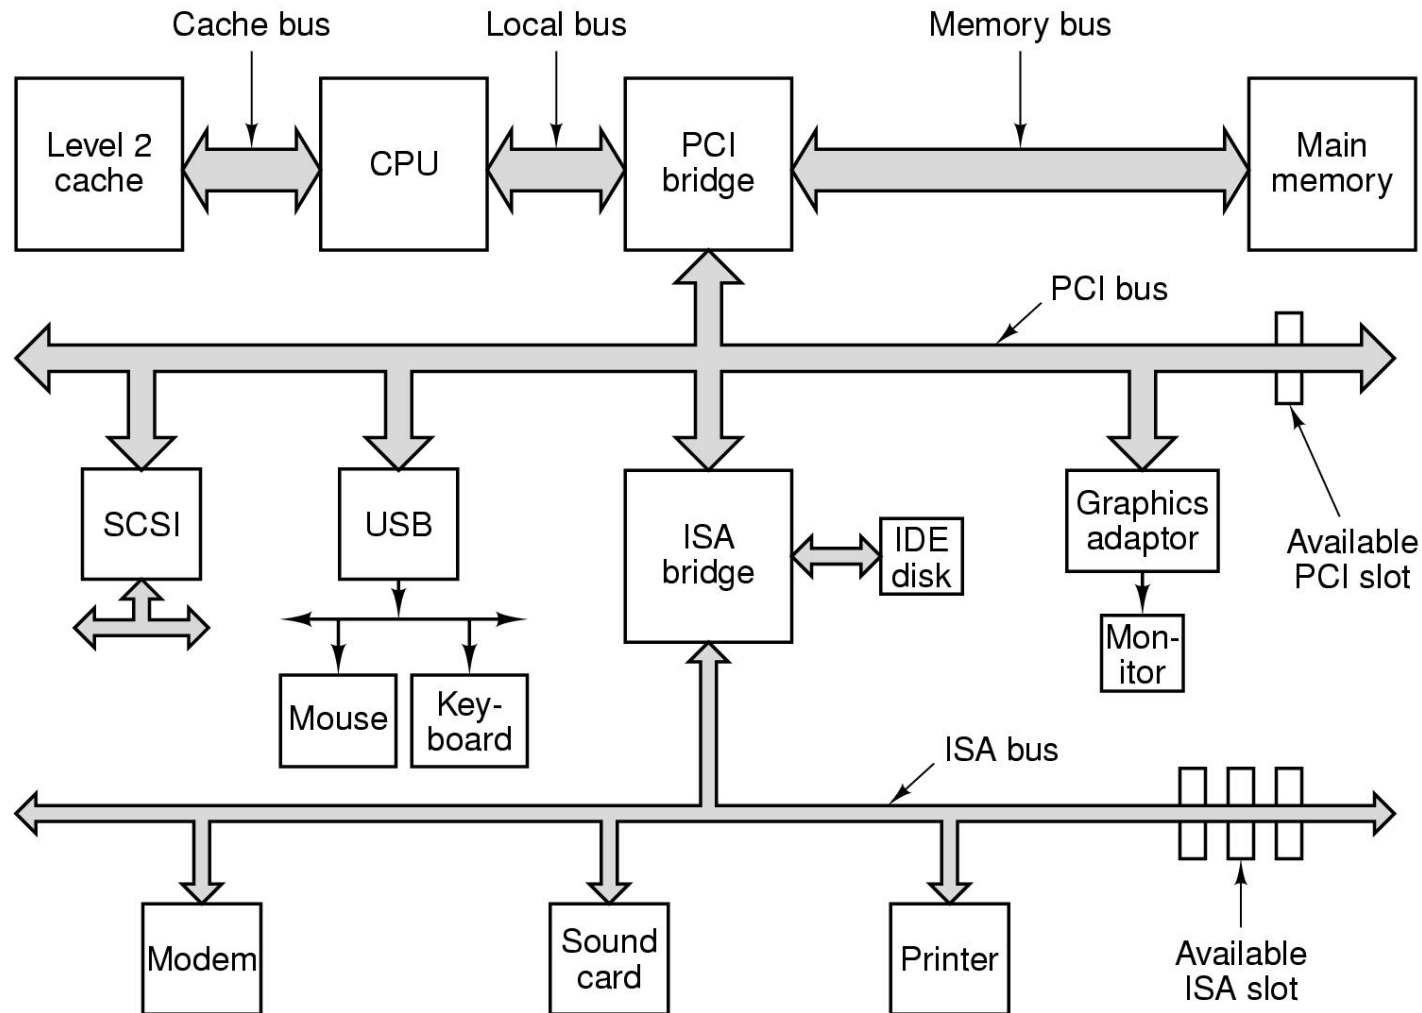 Cache bus
Local bus
Memory bus
Level 2
cache
CPU
PCI
bridge
Main
memory
PCI bus
SCSI
USB
ISA
bridge
IDE
disk
Graphics
adaptor
Available
PCI slot
Mon-
itor
Mouse
Key-
board
ISA bus
Modem
Sound
card
Printer
Available
ISA slot